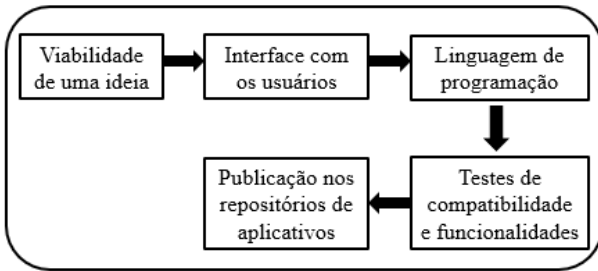 Viabilidade
de uma ideia
Interface com
os usuários
Linguagem de
programação
Testes de
compatibilidade
e funcionalidades
Publicação nos
repositórios de
aplicativos